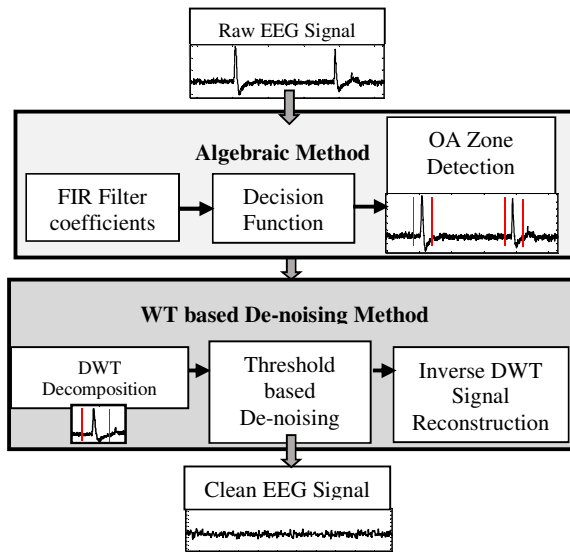 Raw EEG Signal
Algebraic Method
FIR Filter
coefficients
Decision
Function
OA Zone
Detection
WT based De-noising Method
DWT
Decomposition
Threshold
based
De-noising
Inverse DWT
Signal
Reconstruction
Clean EEG Signal